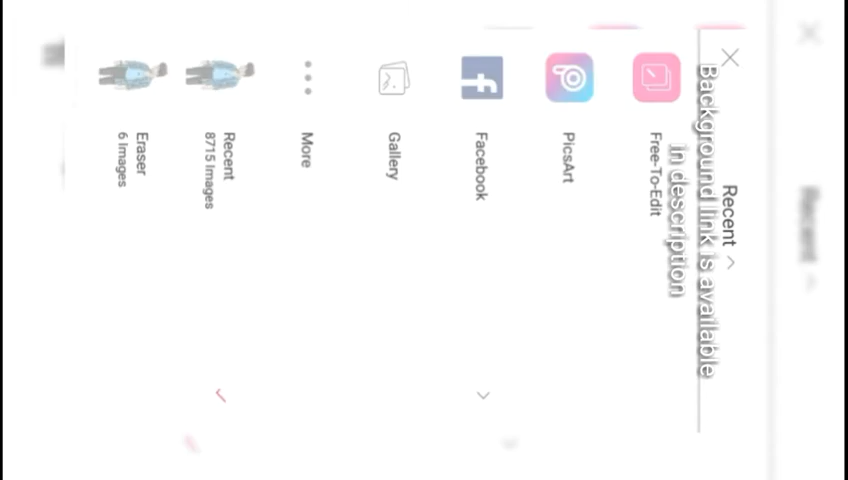 Recent
Background link is available
in description
Free-To-Edit
PicsArt
Facebook
Gallery
More
Recent
8715 Images
Eraser
6 Images
Recent